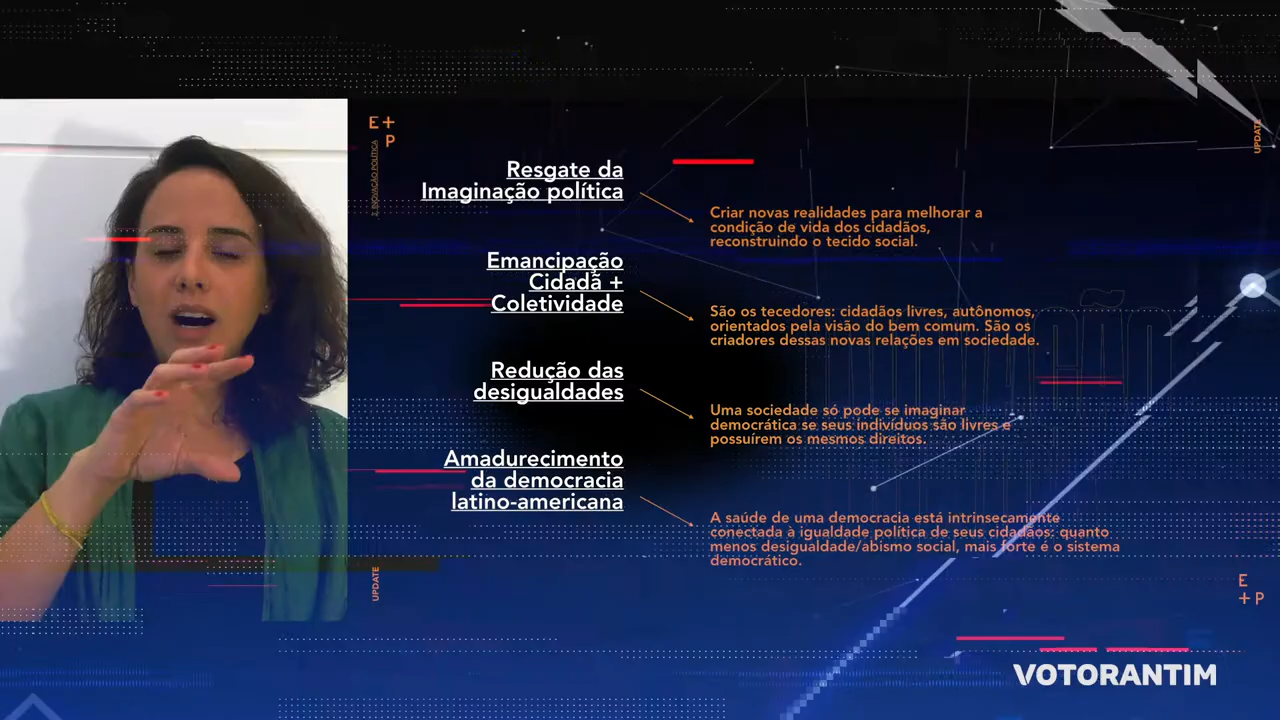 E+
P
2. INOVAÇÃO POLÍTICA
UPDATE
Resgate da
Imaginação política
Criar novas realidades para melhorar a
condição de vida dos cidadãos,
reconstruindo o tecido social.
Emancipação
Cidadã +
Coletividade
São os tecedores: cidadãos livres, autônomos,
orientados pela visão do bem comum. São os
criadores dessas novas relações em sociedade.
Redução das
desigualdades
Uma sociedade só pode se imaginar
democrática se seus indivíduos são livres e
possuírem os mesmos direitos.
Amadurecimento
da democracia
latino-americana
A saúde de uma democracia está intrinsecamente
conectada à igualdade política de seus cidadãos: quanto
menos desigualdade/abismo social, mais forte é o sistema
democrático.
UPDATE
E
+P
VOTORANTIM